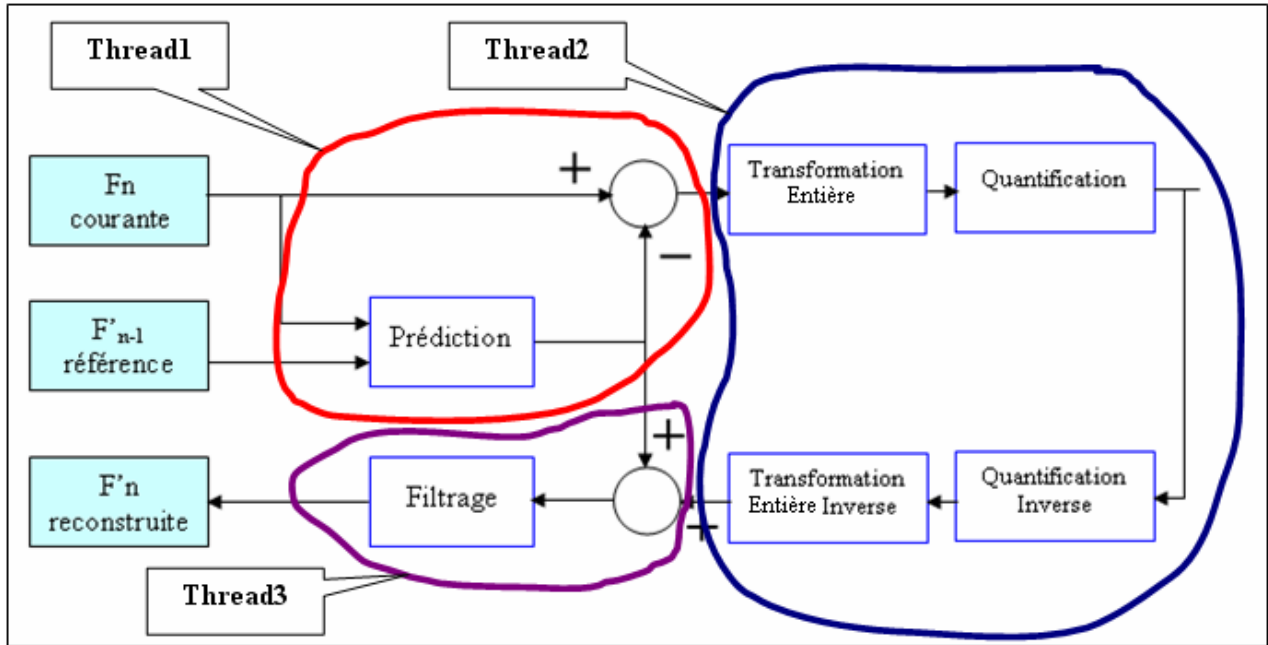 Thread1
Thread2
Fn
courante
+
−
Transformation
Entière
Quantification
F'n-1
référence
Prédiction
+
F'n
reconstruite
Filtrage
+
Transformation
Entière Inverse
Quantification
Inverse
Thread3